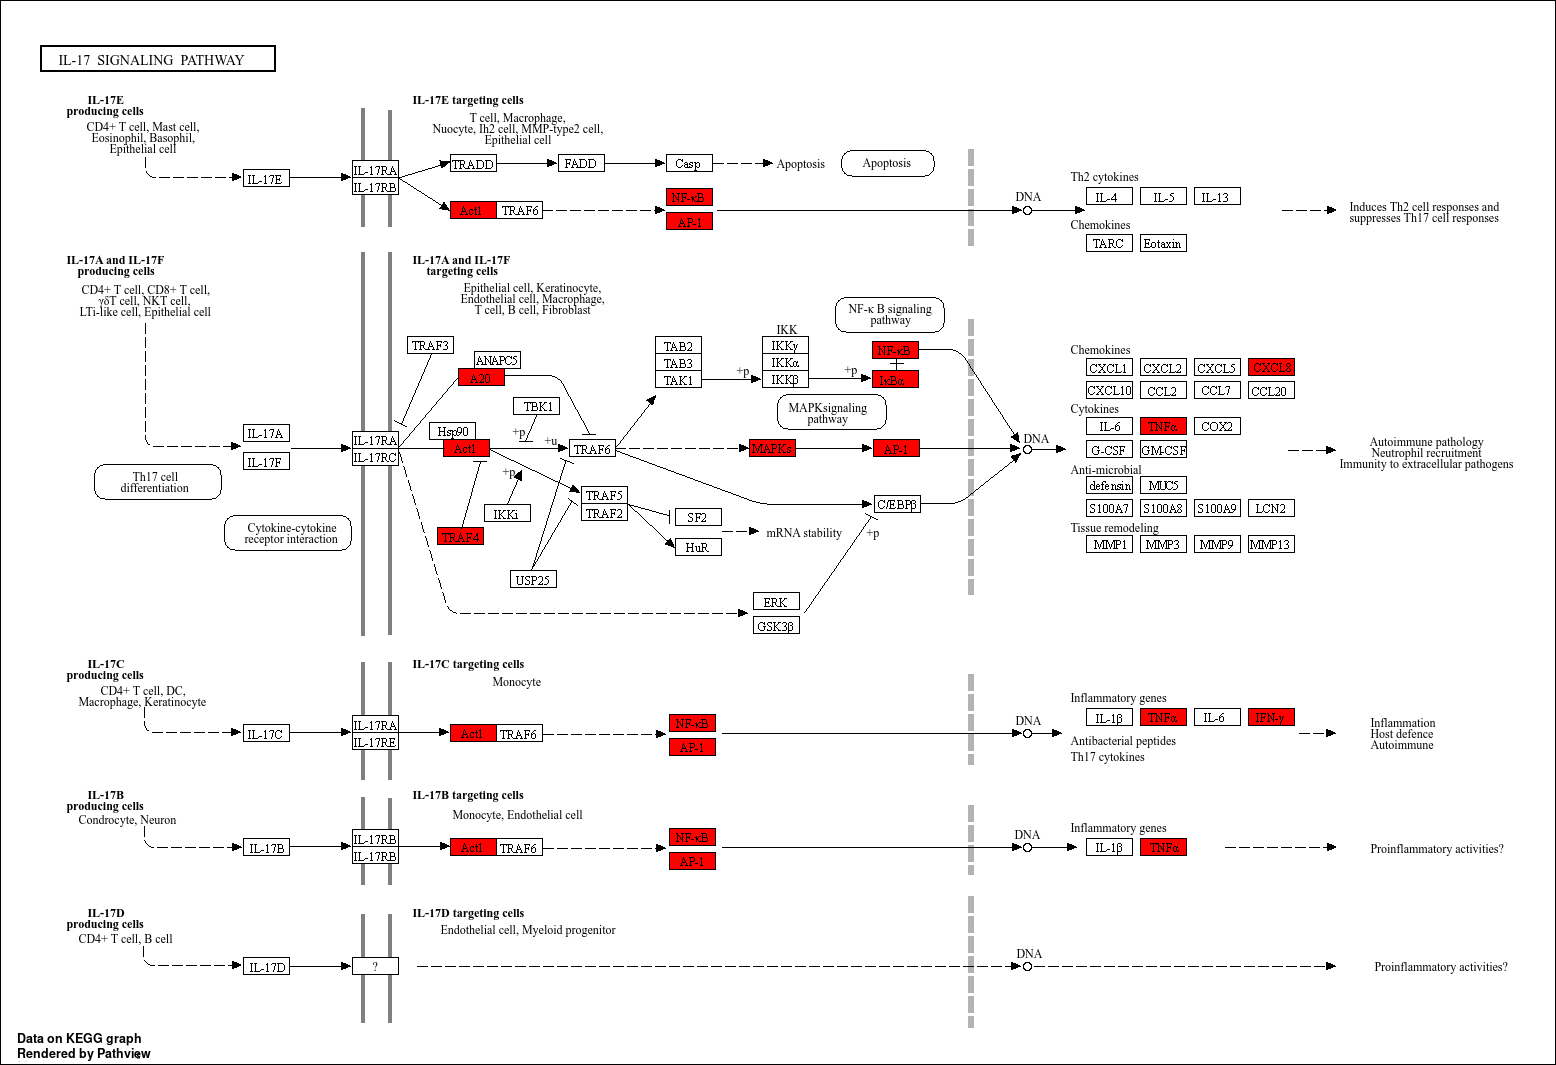 IL-17 SIGNALING PATHWAY
IL-17E
producing cells
CD4+ T cell, Mast cell,
Eosinophil, Basophil,
Epithelial cell
IL-17E targeting cells
T cell, Macrophage,
Nuocyte, Ih2 cell, MMP-type2 cell,
Epithelial cell
IL-17E
IL-17RA
IL-17RB
TRADD
FADD
Casp
Apoptosis
Apoptosis
Act1
TRAF6
NF-κB
AP-1
DNA
Th2 cytokines
IL-4
IL-5
IL-13
Chemokines
TARC
Eotaxin
Induces Th2 cell responses and
suppresses Th17 cell responses
IL-17A and IL-17F
producing cells
CD4+ T cell, CD8+ T cell,
γδT cell, NKT cell,
LTi-like cell, Epithelial cell
IL-17A and IL-17F
targeting cells
Epithelial cell, Keratinocyte,
Endothelial cell, Macrophage,
T cell, B cell, Fibroblast
NF-κ B signaling
pathway
TRAF3
ANAPC5
A20
TAB2
TAB3
TAK1
+p
IKK
IKKγ
IKKα
IKKβ
+p
NF-κB
IκBα
MAPKsignaling
pathway
TBK1
+p
+u
Hsp90
Act1
IL-17A
IL-17F
IL-17RA
IL-17RC
TRAF6
MAPKs
AP-1
DNA
+p
IKKi
TRAF4
TRAF5
TRAF2
SF2
HuR
mRNA stability
C/EBPβ
+p
USP25
ERK
GSK3β
Th17 cell
differentiation
Cytokine-cytokine
receptor interaction
Chemokines
CXCL1
CXCL2
CXCL5
CXCL8
CXCL10
CCL2
CCL7
CCL20
Cytokines
IL-6
TNFα
COX2
G-CSF
GM-CSF
Anti-microbial
defensin
MUC5
S100A7
S100A8
S100A9
LCN2
Tissue remodeling
MMP1
MMP3
MMP9
MMP13
Autoimmune pathology
Neutrophil recruitment
Immunity to extracellular pathogens
IL-17C
producing cells
CD4+ T cell, DC,
Macrophage, Keratinocyte
IL-17C targeting cells
Monocyte
IL-17C
IL-17RA
IL-17RE
Act1
TRAF6
NF-κB
AP-1
DNA
Inflammatory genes
IL-1β
TNFα
IL-6
IFN-γ
Antibacterial peptides
Th17 cytokines
Inflammation
Host defence
Autoimmune
IL-17B
producing cells
Condrocyte, Neuron
IL-17B targeting cells
Monocyte, Endothelial cell
IL-17B
IL-17RB
IL-17RB
Act1
TRAF6
NF-κB
AP-1
DNA
Inflammatory genes
IL-1β
TNFα
Proinflammatory activities?
IL-17D
producing cells
CD4+ T cell, B cell
IL-17D targeting cells
Endothelial cell, Myeloid progenitor
IL-17D
?
DNA
Proinflammatory activities?
Data on KEGG graph
Rendered by Pathview